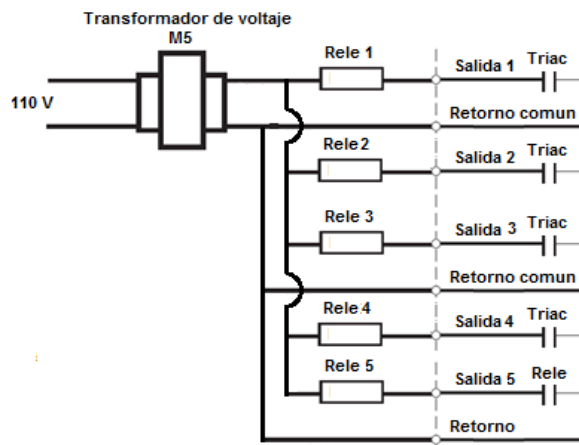 Transformador de voltaje
M5
110 V
Rele 1
Salida 1
Triac
Retorno comun
Rele 2
Salida 2
Triac
Rele 3
Salida 3
Triac
Retorno comun
Rele 4
Salida 4
Triac
Rele 5
Salida 5
Rele
Retorno